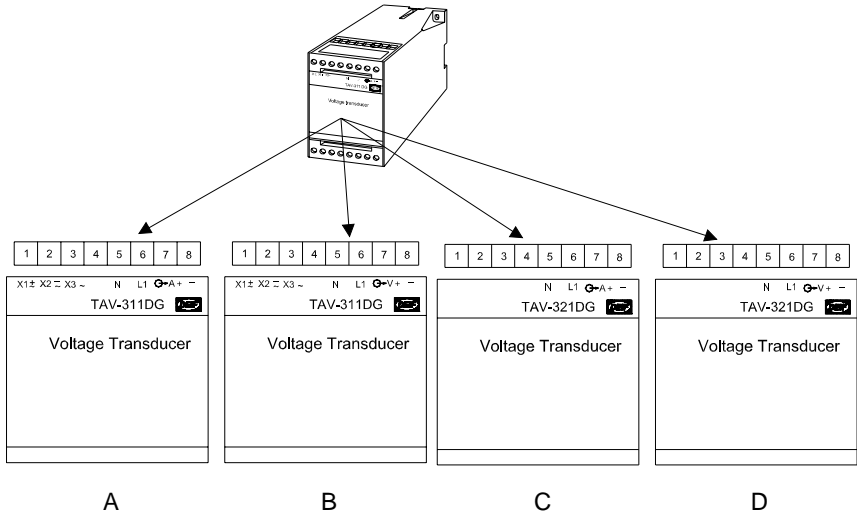 TAV-311DG
Voltage Transducer
1 2 3 4 5 6 7 8
1 2 3 4 5 6 7 8
1 2 3 4 5 6 7 8
1 2 3 4 5 6 7 8
X1± X2 X3 ~ N L1 A + −
TAV-311DG
Voltage Transducer
X1± X2 X3 ~ N L1 V + −
TAV-311DG
Voltage Transducer
N L1 A + −
TAV-321DG
Voltage Transducer
N L1 V + −
TAV-321DG
Voltage Transducer
A B C D